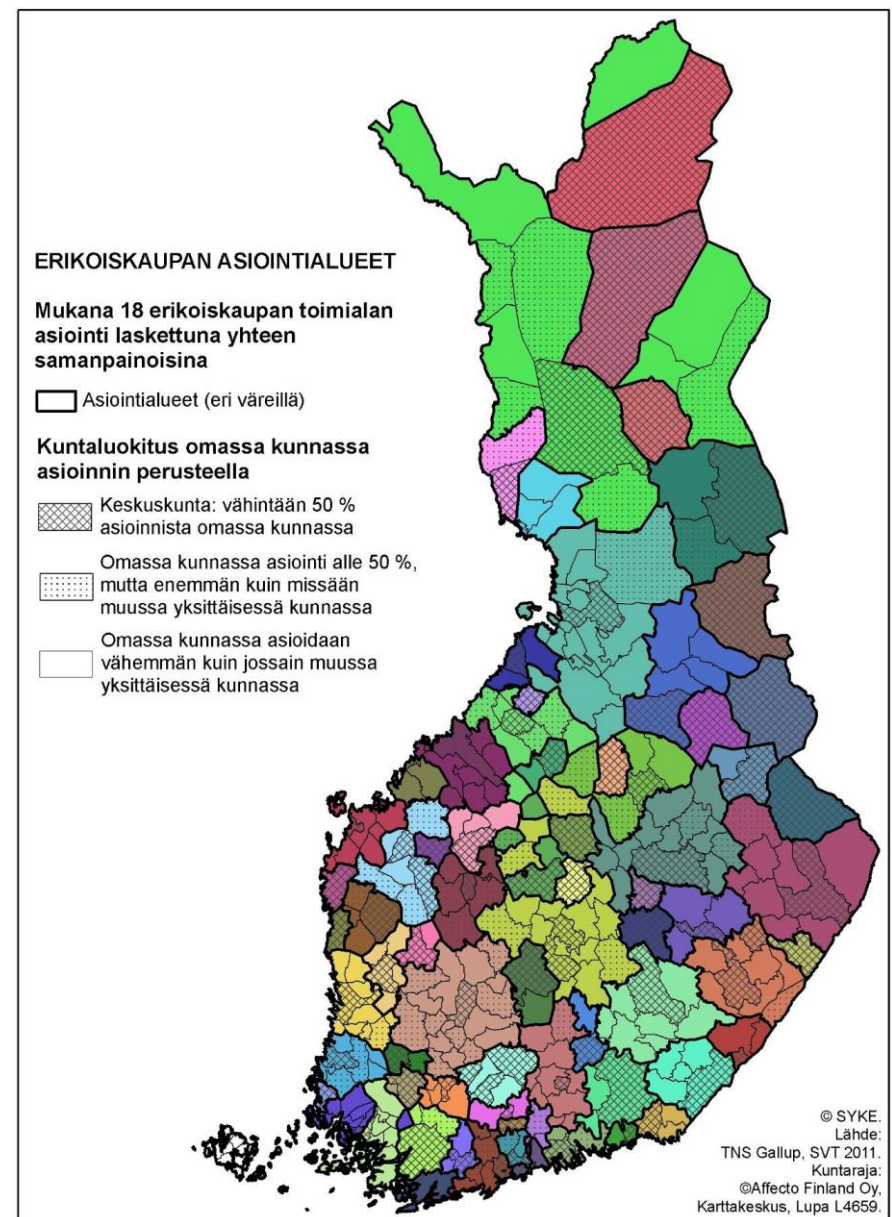 ERIKOISKAUPAN ASIOINTIALUEET
Mukana 18 erikoiskaupan toimialan
asiointi laskettuna yhteen
samanpainoisina
Asiointialueet (eri väreillä)
Kuntaluokitus omassa kunnassa
asioinnin perusteella
Keskuskunta: vähintään 50 %
asioinnista omassa kunnassa
Omassa kunnassa asiointi alle 50 %,
mutta enemmän kuin missään
muussa yksittäisessä kunnassa
Omassa kunnassa asioidaan
vähemmän kuin jossain muussa
yksittäisessä kunnassa
© SYKE.
Lähde:
TNS Gallup, SVT 2011.
Kuntaraja:
©Affecto Finland Oy,
Karttakeskus, Lupa L4659.